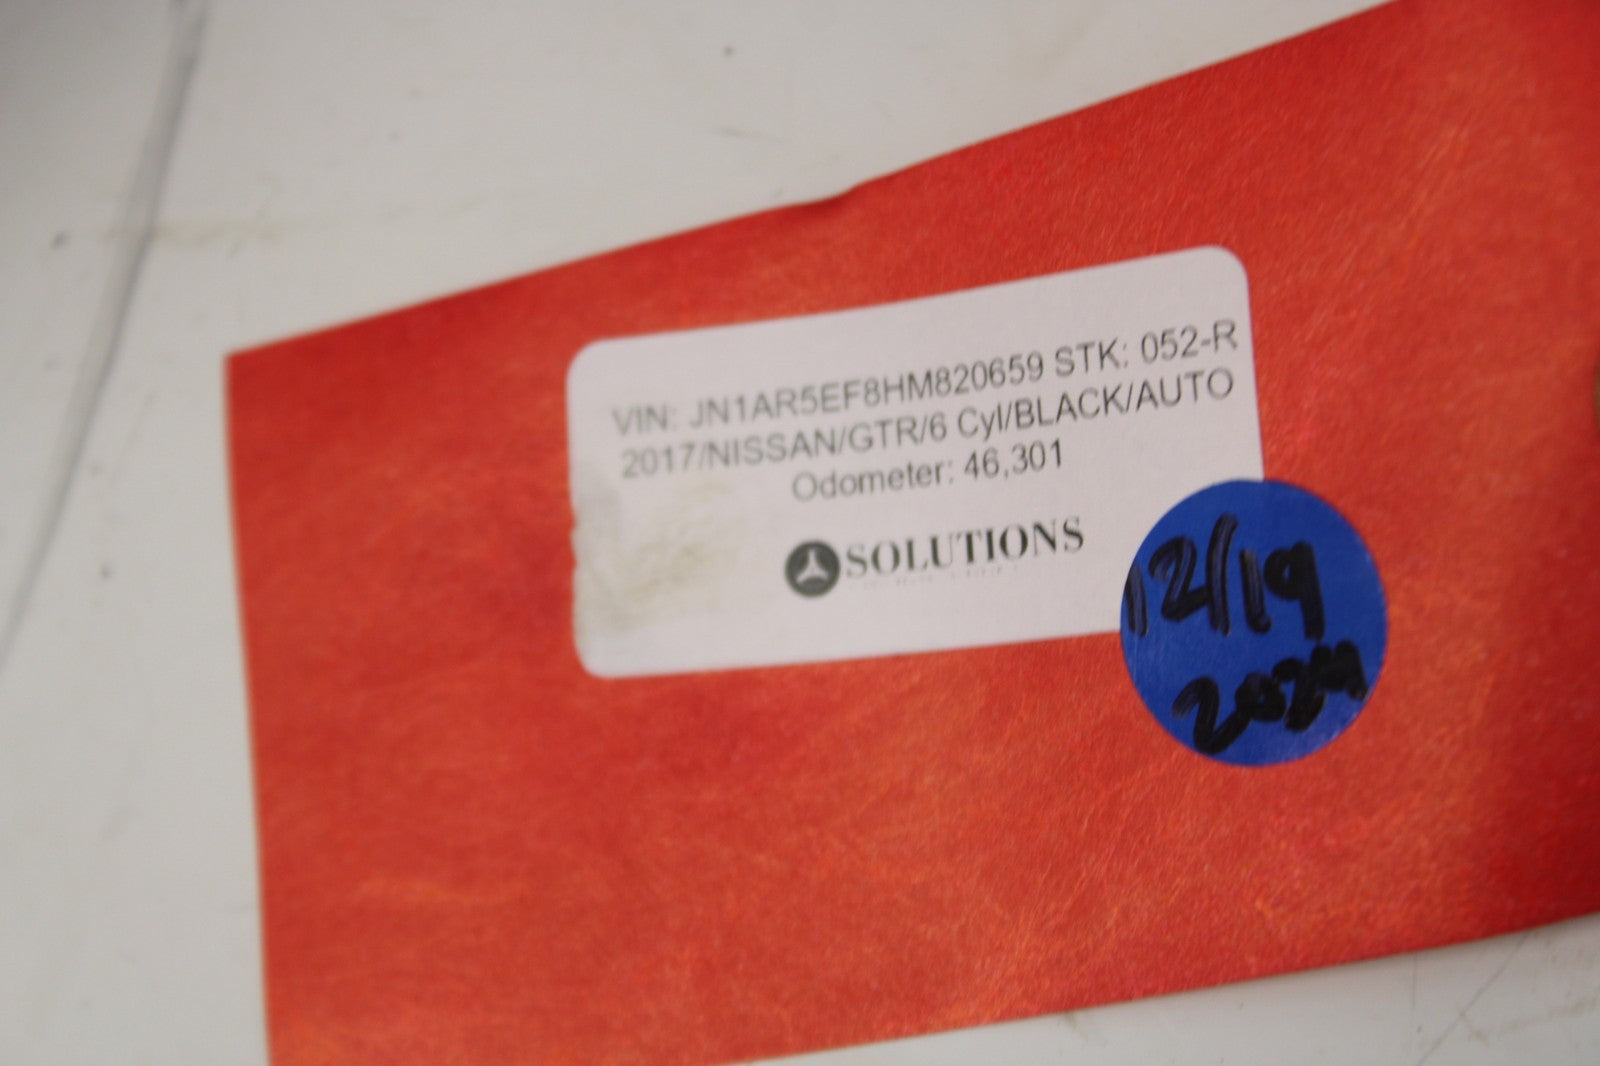 VIN: JN1AR5EF8HM820659 STK: 052-R
2017/NISSAN/GTR/6 Cyl/BLACK/AUTO
Odometer: 46,301
SOLUTIONS
12/19
2024